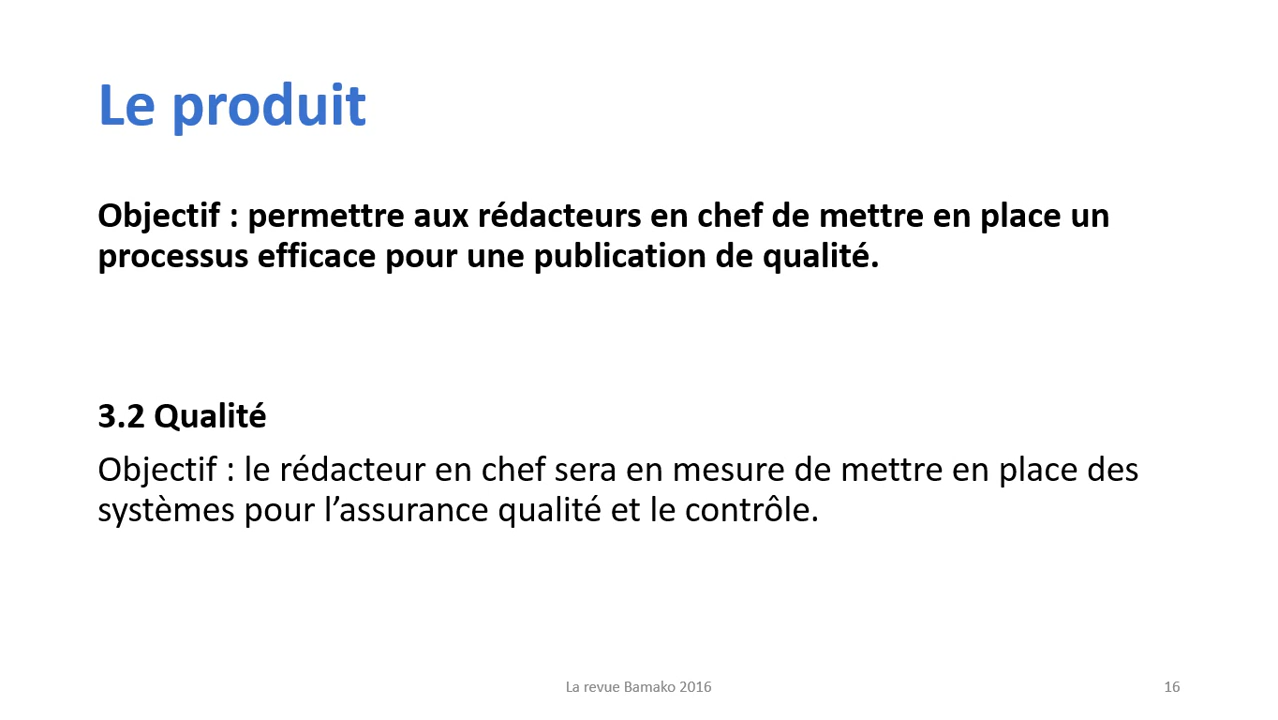 Le produit
Objectif : permettre aux rédacteurs en chef de mettre en place un
processus efficace pour une publication de qualité.
3.2 Qualité
Objectif : le rédacteur en chef sera en mesure de mettre en place des
systèmes pour l’assurance qualité et le contrôle.
La revue Bamako 2016
16